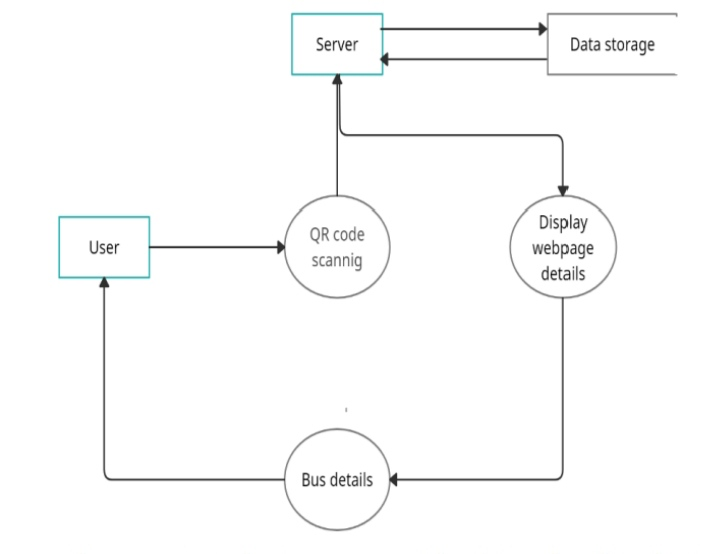 Server
Data storage
User
QR code
scannig
Display
webpage
details
Bus details